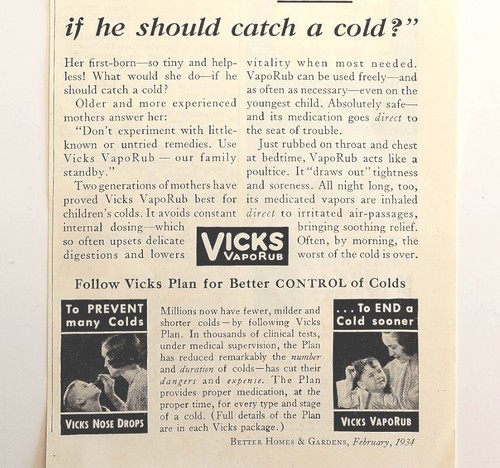 if he should catch a cold?”
Her first-born—so tiny and help-
less! What would she do—if he
should catch a cold?
Older and more experienced
mothers answer her:
“Don’t experiment with little-
known or untried remedies. Use
Vicks VapoRub — our family
standby.”
Two generations of mothers have
proved Vicks VapoRub best for
children’s colds. It avoids constant
internal dosing—which
so often upsets delicate
digestions and lowers
vitality when most needed.
VapoRub can be used freely—and
as often as necessary—even on the
youngest child. Absolutely safe—
and its medication goes direct to
the seat of trouble.
Just rubbed on throat and chest
at bedtime, VapoRub acts like a
poultice. It “draws out” tightness
and soreness. All night long, too,
its medicated vapors are inhaled
direct to irritated air-passages,
bringing soothing relief.
Often, by morning, the
worst of the cold is over.
VICKS
VAPORUB
Follow Vicks Plan for Better CONTROL of Colds
To PREVENT
many Colds
VICKS NOSE DROPS
Millions now have fewer, milder and
shorter colds—by following Vicks
Plan. In thousands of clinical tests,
under medical supervision, the Plan
has reduced remarkably the number
and duration of colds—has cut their
dangers and expense. The Plan
provides proper medication, at the
proper time, for every type and stage
of a cold. (Full details of the Plan
are in each Vicks package.)
. . . To END a
Cold sooner
VICKS VAPORUB
BETTER HOMES & GARDENS, February, 1934